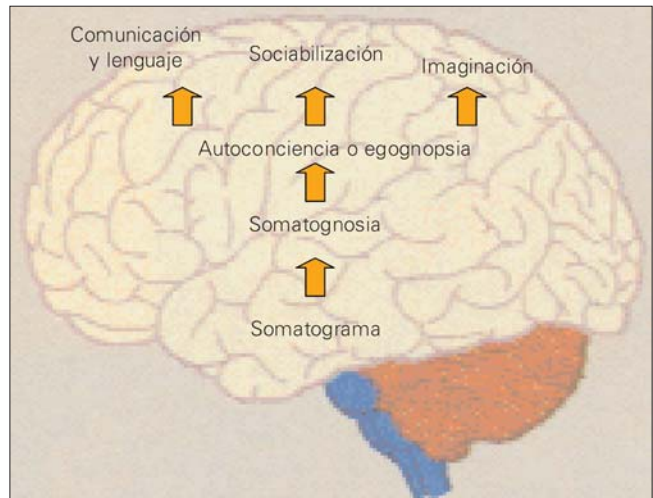 Comunicación
y lenguaje
Sociabilización
Imaginación
Autoconciencia o egognopsia
Somatognosia
Somatograma